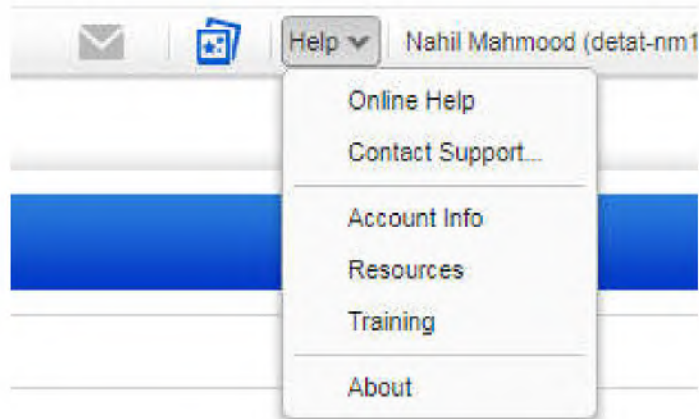 Help Nahil Mahmood (detat-nm1
Online Help
Contact Support...
Account Info
Resources
Training
About